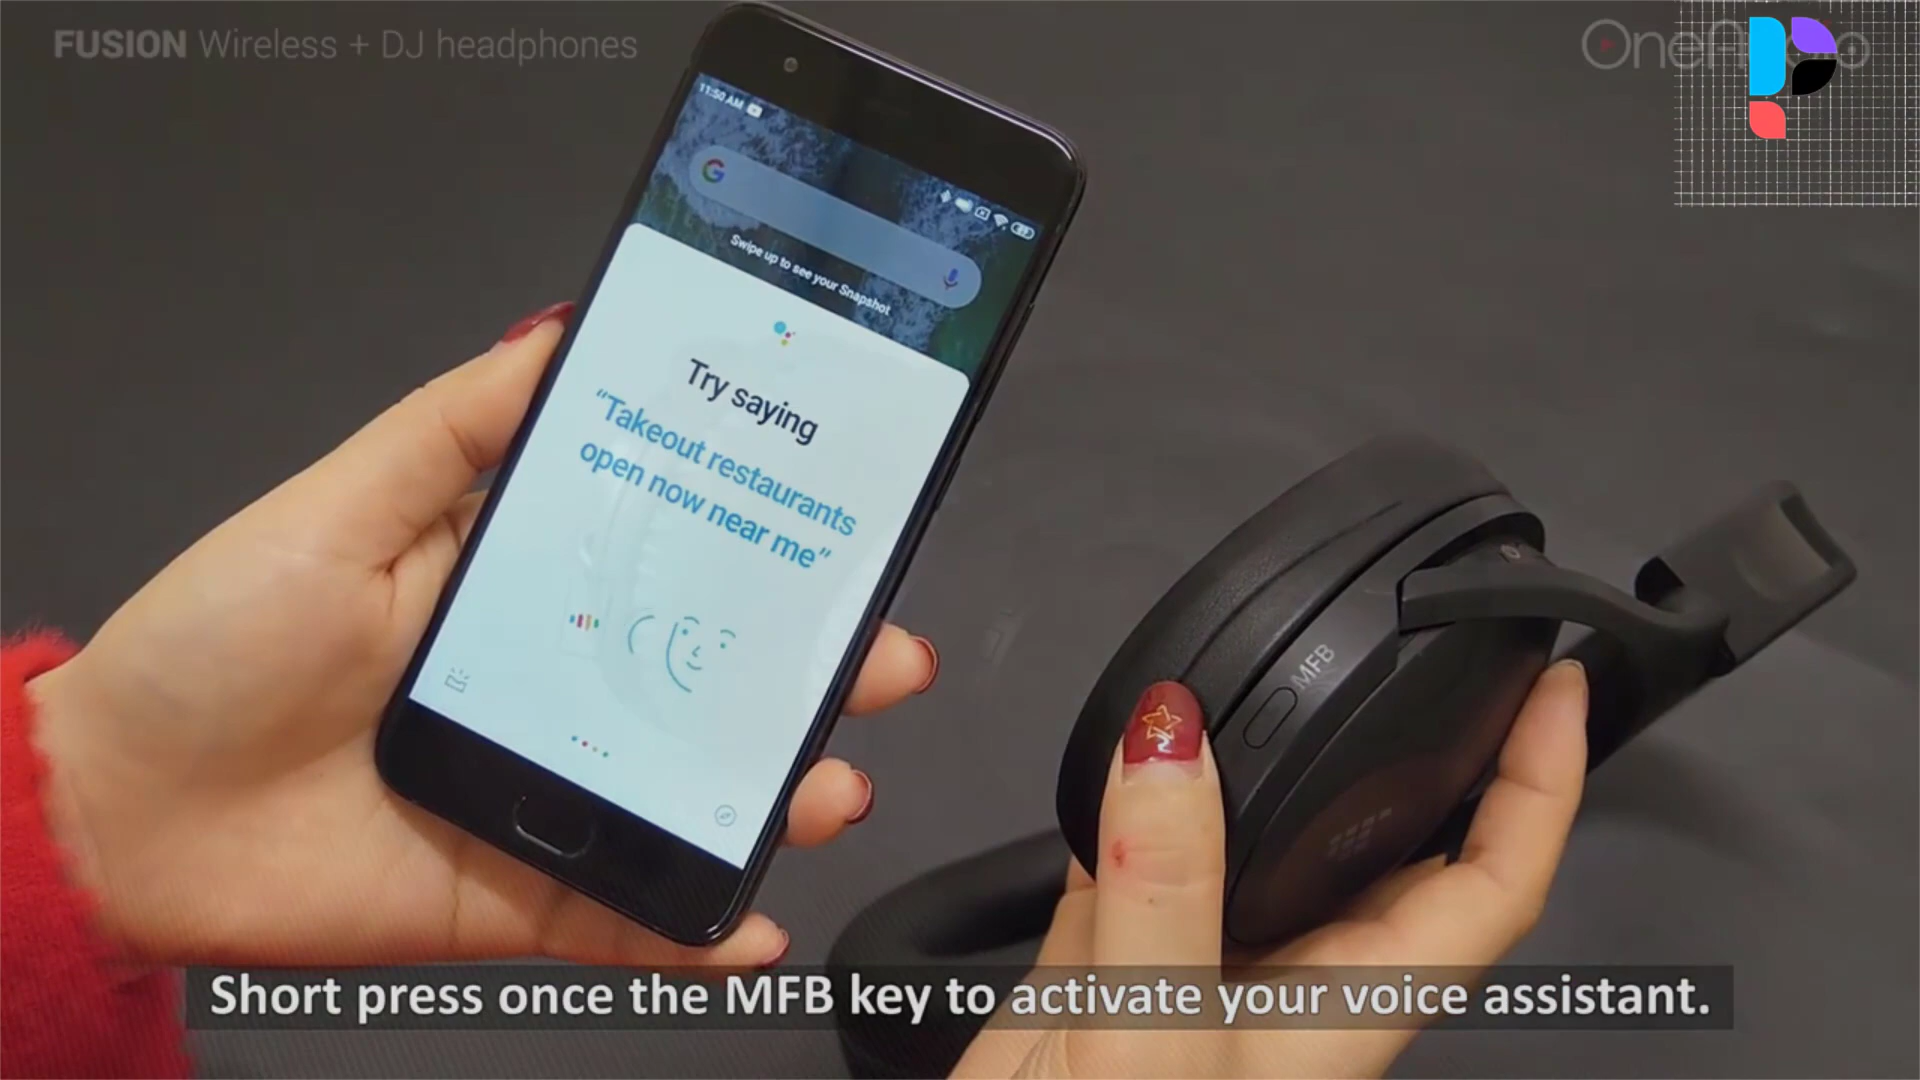 FUSION Wireless + DJ headphones
11:50 AM
G
Swipe up to see your Snapshot
Try saying
“Takeout restaurants
open now near me”
MFB
Short press once the MFB key to activate your voice assistant.